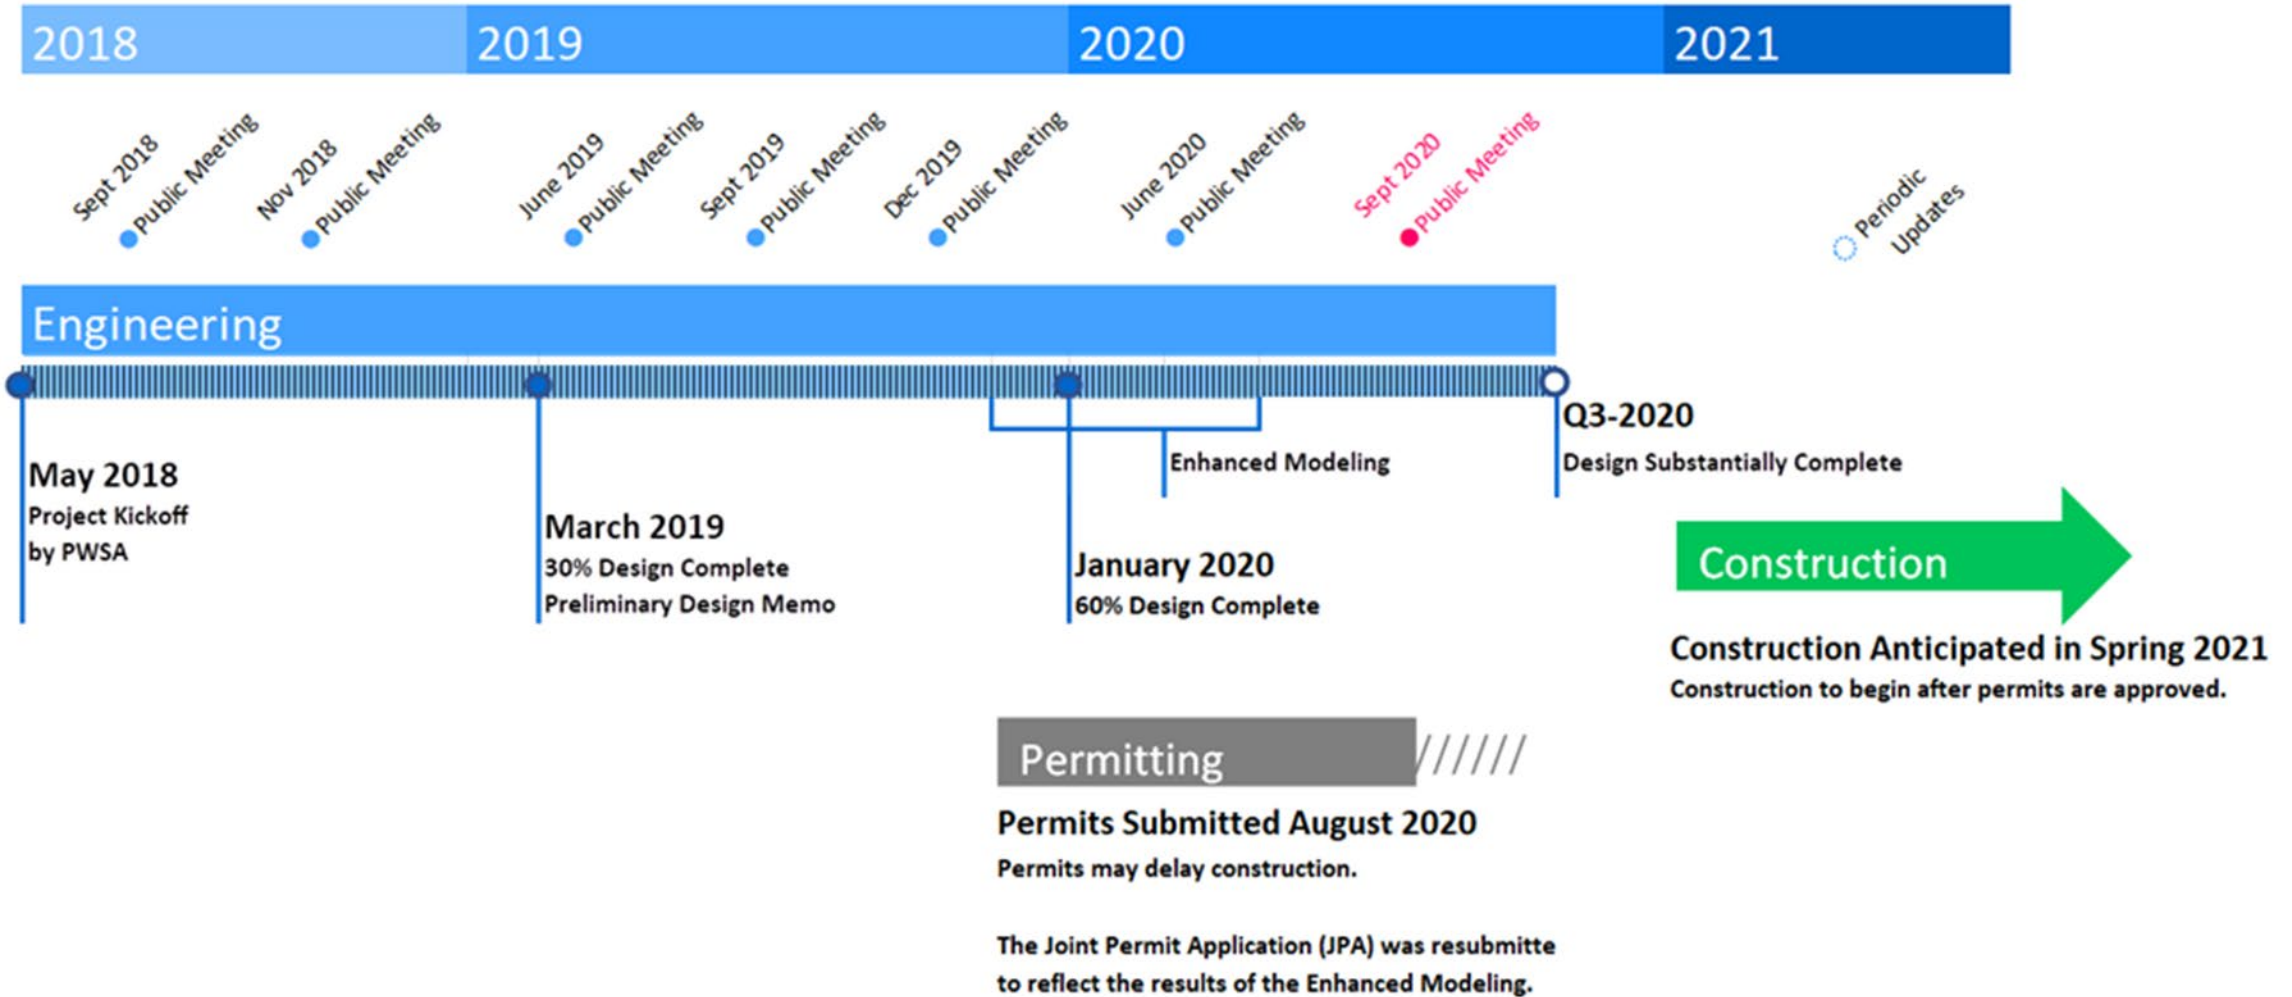 2018
2019
2020
2021
Sept 2018
Public Meeting
Nov 2018
Public Meeting
June 2019
Public Meeting
Sept 2019
Public Meeting
Dec 2019
Public Meeting
June 2020
Public Meeting
Sept 2020
Public Meeting
Periodic
Updates
Engineering
May 2018
Project Kickoff
by PWSA
March 2019
30% Design Complete
Preliminary Design Memo
Enhanced Modeling
January 2020
60% Design Complete
Q3-2020
Design Substantially Complete
Construction
Construction Anticipated in Spring 2021
Construction to begin after permits are approved.
Permitting
Permits Submitted August 2020
Permits may delay construction.
The Joint Permit Application (JPA) was resubmitte
to reflect the results of the Enhanced Modeling.